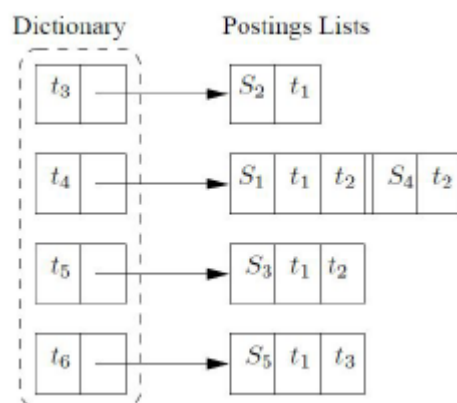 Dictionary Postings Lists
t₃ S₂ t₁
t₄ S₁ t₁ t₂ S₄ t₂
t₅ S₃ t₁ t₂
t₆ S₅ t₁ t₃